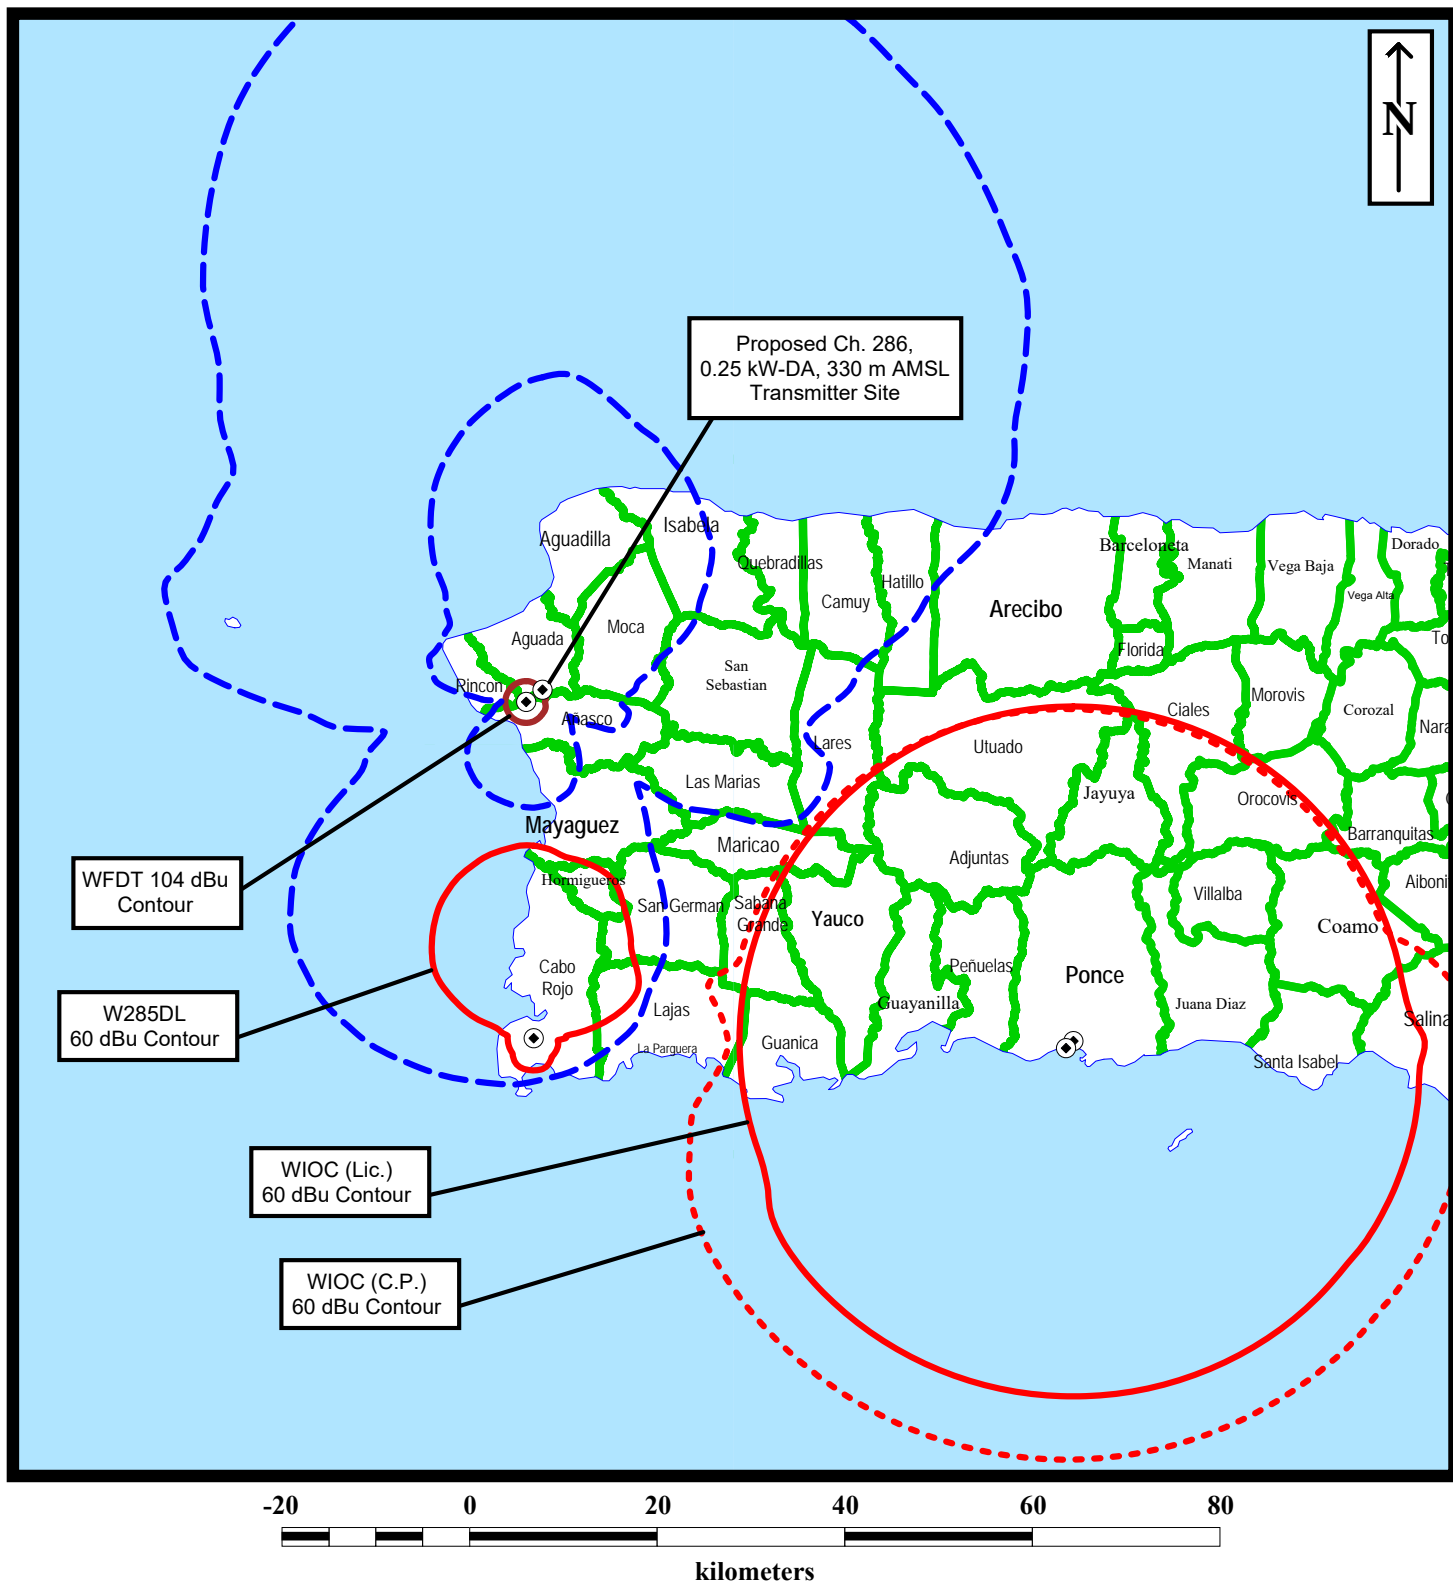 N
Proposed Ch. 286,
0.25 kW-DA, 330 m AMSL
Transmitter Site
Isabela
Aguadilla
Quebradillas
Camuy
Hatillo
Arecibo
Barceloneta
Manati
Vega Baja
Dorado
Vega Alta
Moca
Aguada
San
Sebastian
Florida
To
Rincon
Añasco
Lares
Utuado
Ciales
Morovis
Corozal
Nara
Las Marias
Jayuya
Orocovis
Mayaguez
Maricao
Adjuntas
Barranquitas
Aiboni
Hormigueros
San German
Sabana
Grande
Yauco
Villalba
Coamo
WFDT 104 dBu
Contour
Cabo
Rojo
Peñuelas
Ponce
Lajas
Guayanilla
Juana Diaz
Salina
W285DL
60 dBu Contour
La Parguera
Guanica
Santa Isabel
WIOC (Lic.)
60 dBu Contour
WIOC (C.P.)
60 dBu Contour
-20 0 20 40 60 80
kilometers